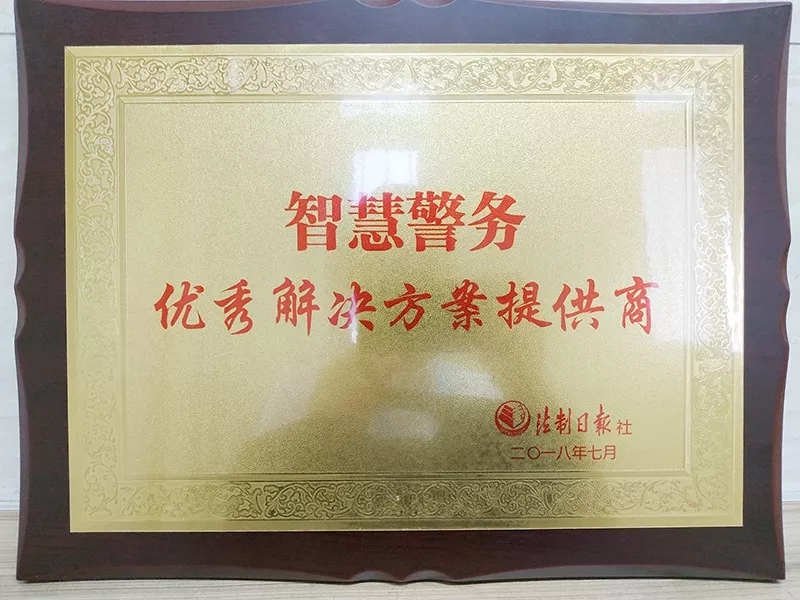 智慧警务
优秀解决方案提供商
法制日报社
二〇一八年七月